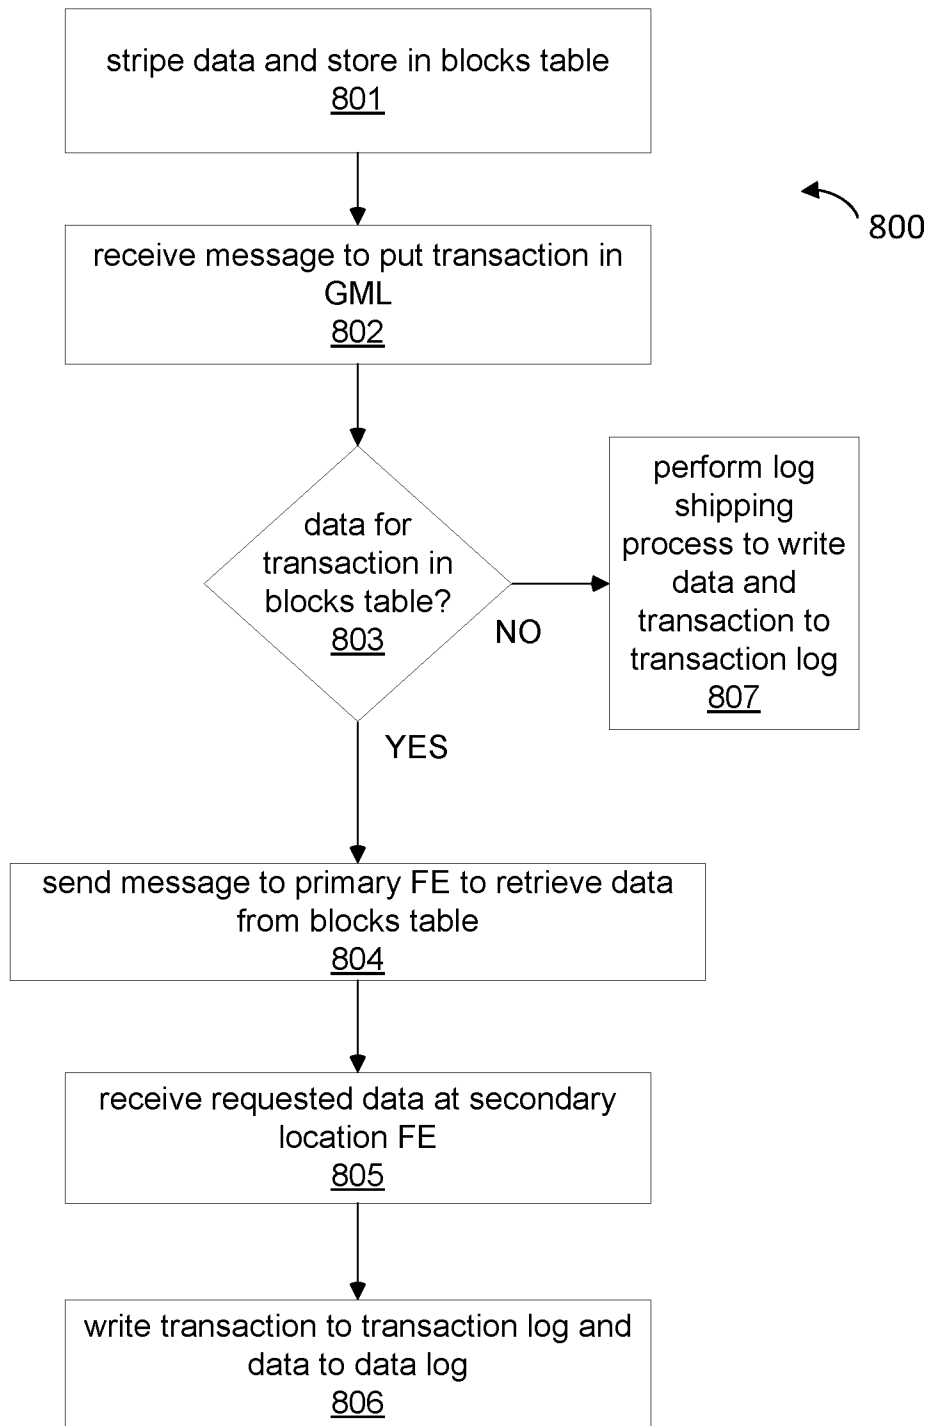 stripe data and store in blocks table
801
800
receive message to put transaction in
GML
802
data for
transaction in
blocks table?
803
NO
perform log
shipping
process to write
data and
transaction to
transaction log
807
YES
send message to primary FE to retrieve data
from blocks table
804
receive requested data at secondary
location FE
805
write transaction to transaction log and
data to data log
806